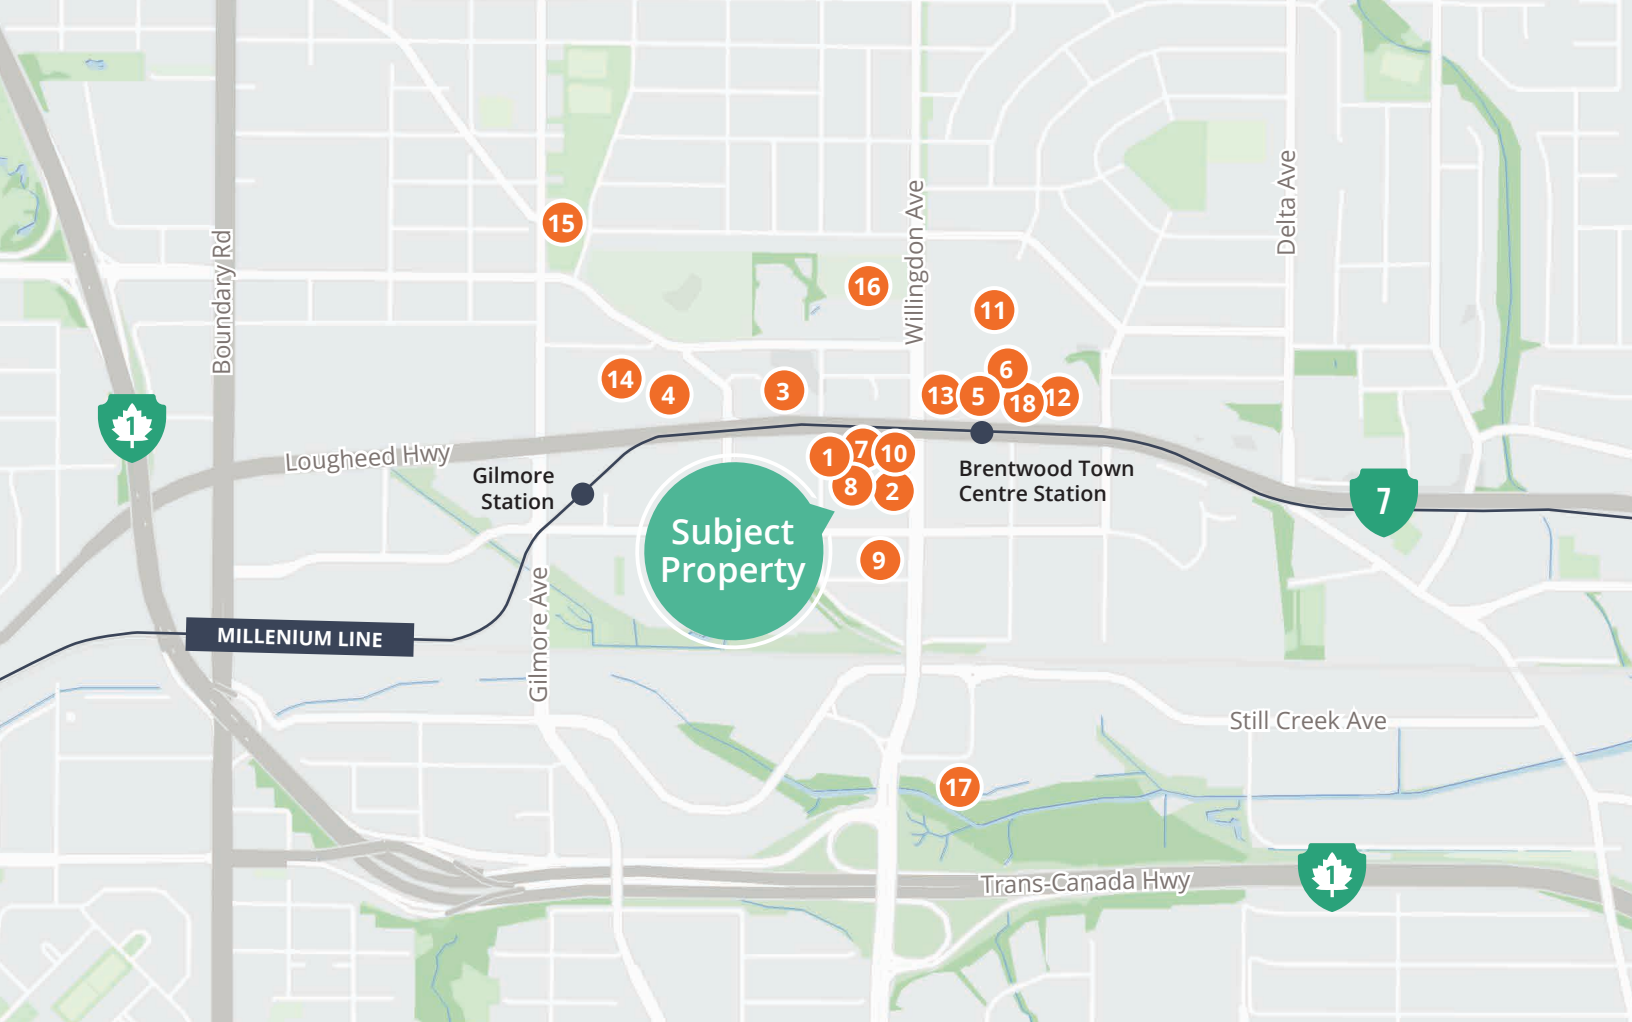 Boundary Rd
Willingdon Ave
Delta Ave
15
16
11
14
4
3
6
13
5
18
12
1
Lougheed Hwy
Gilmore
Station
1
7
10
8
2
Brentwood Town
Centre Station
7
Subject
Property
9
Gilmore Ave
MILLENIUM LINE
Still Creek Ave
17
Trans-Canada Hwy
1